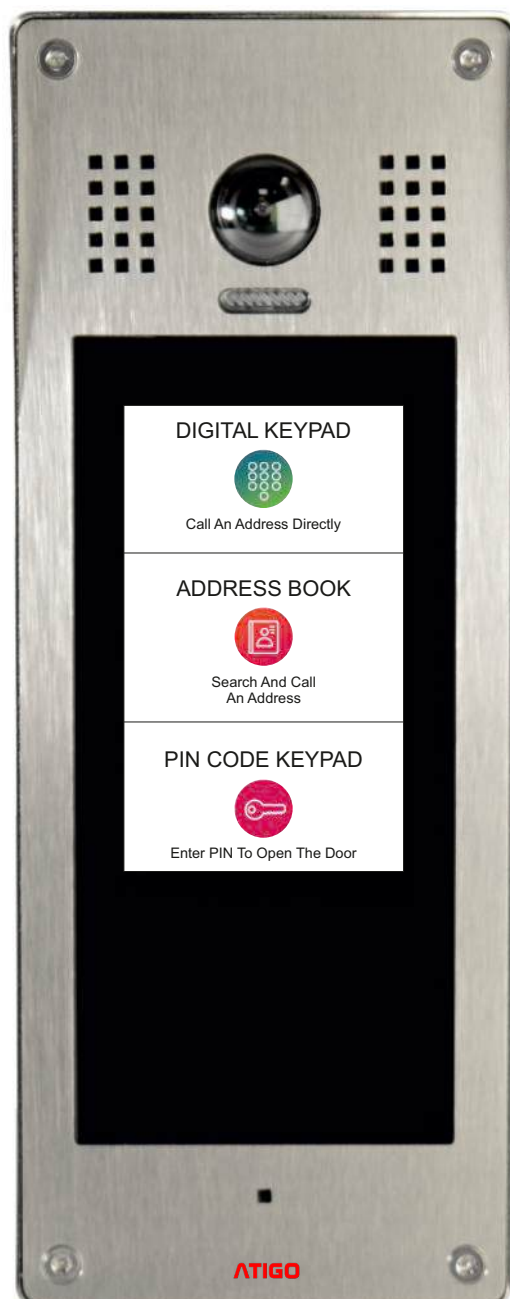 DIGITAL KEYPAD
Call An Address Directly
ADDRESS BOOK
Search And Call
An Address
PIN CODE KEYPAD
Enter PIN To Open The Door
ATIGO